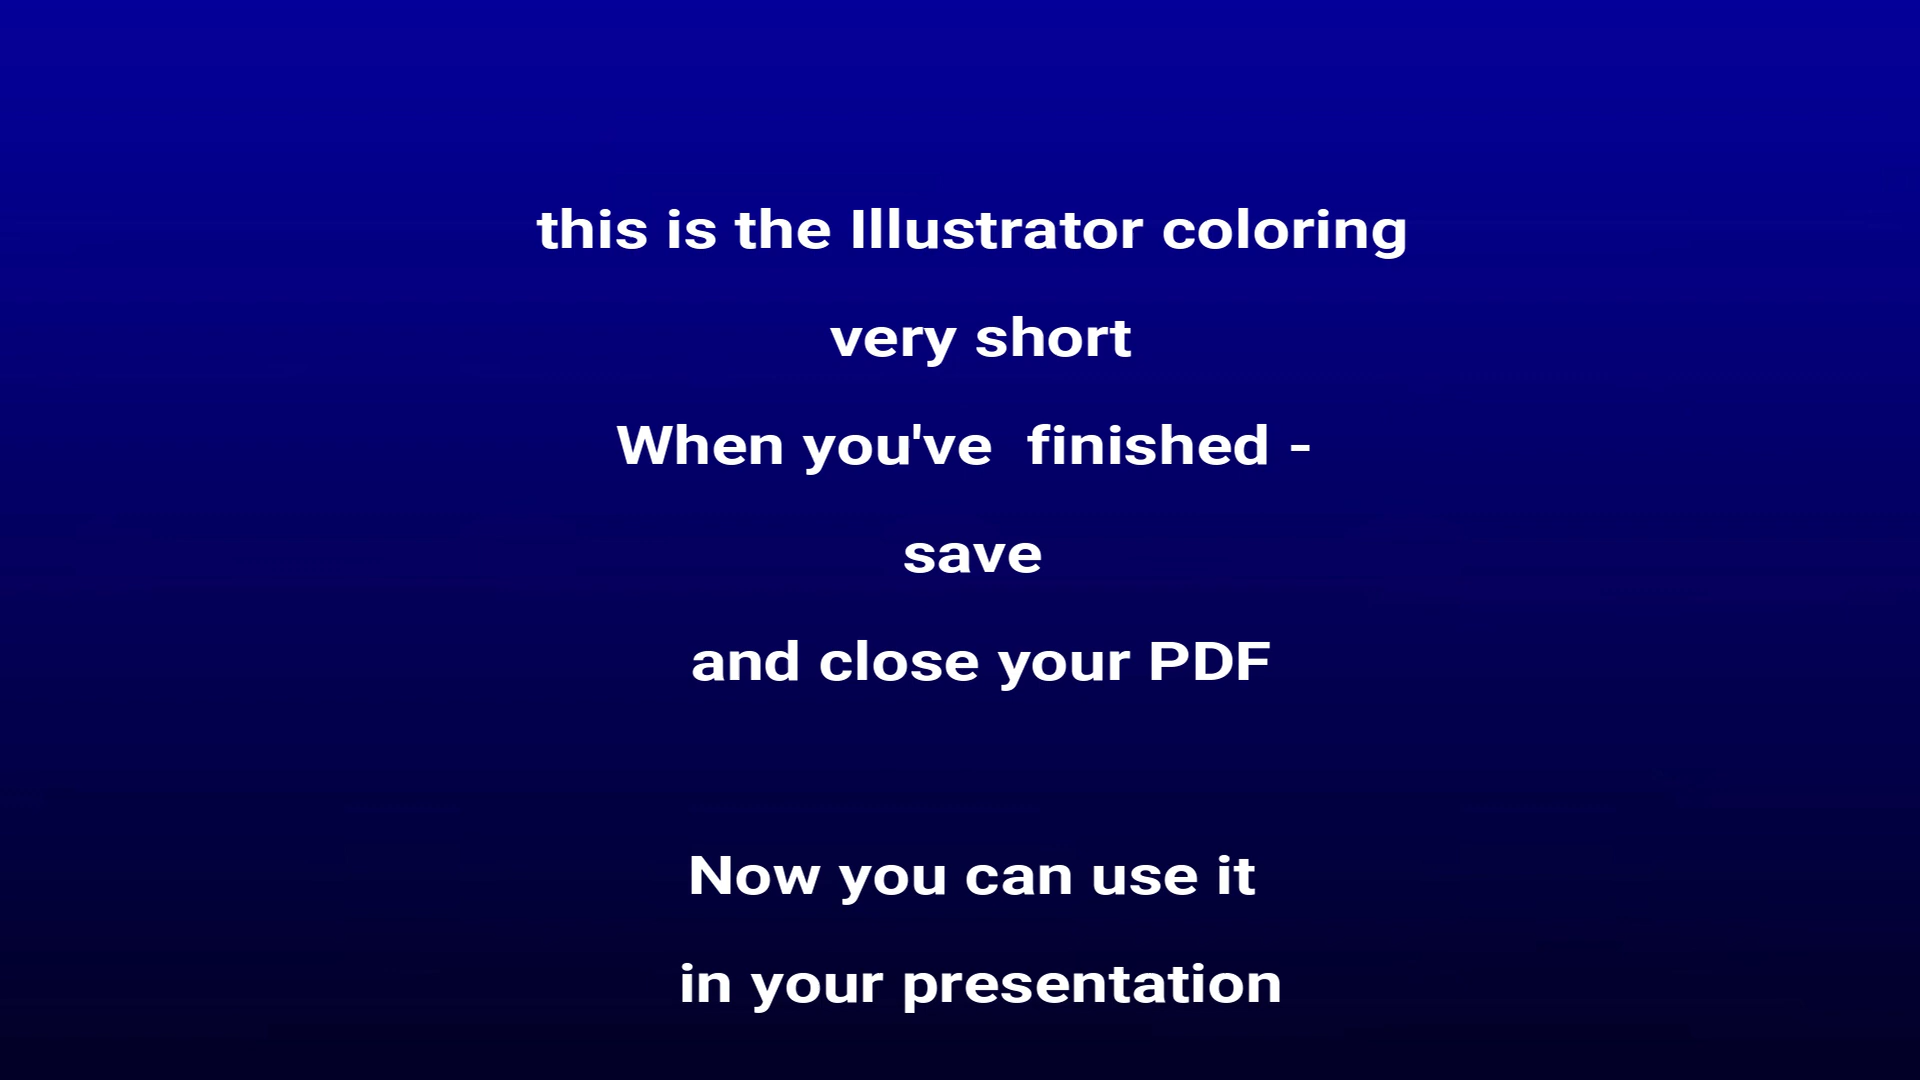 this is the Illustrator coloring
very short
When you've  finished -
save
and close your PDF
Now you can use it
in your presentation